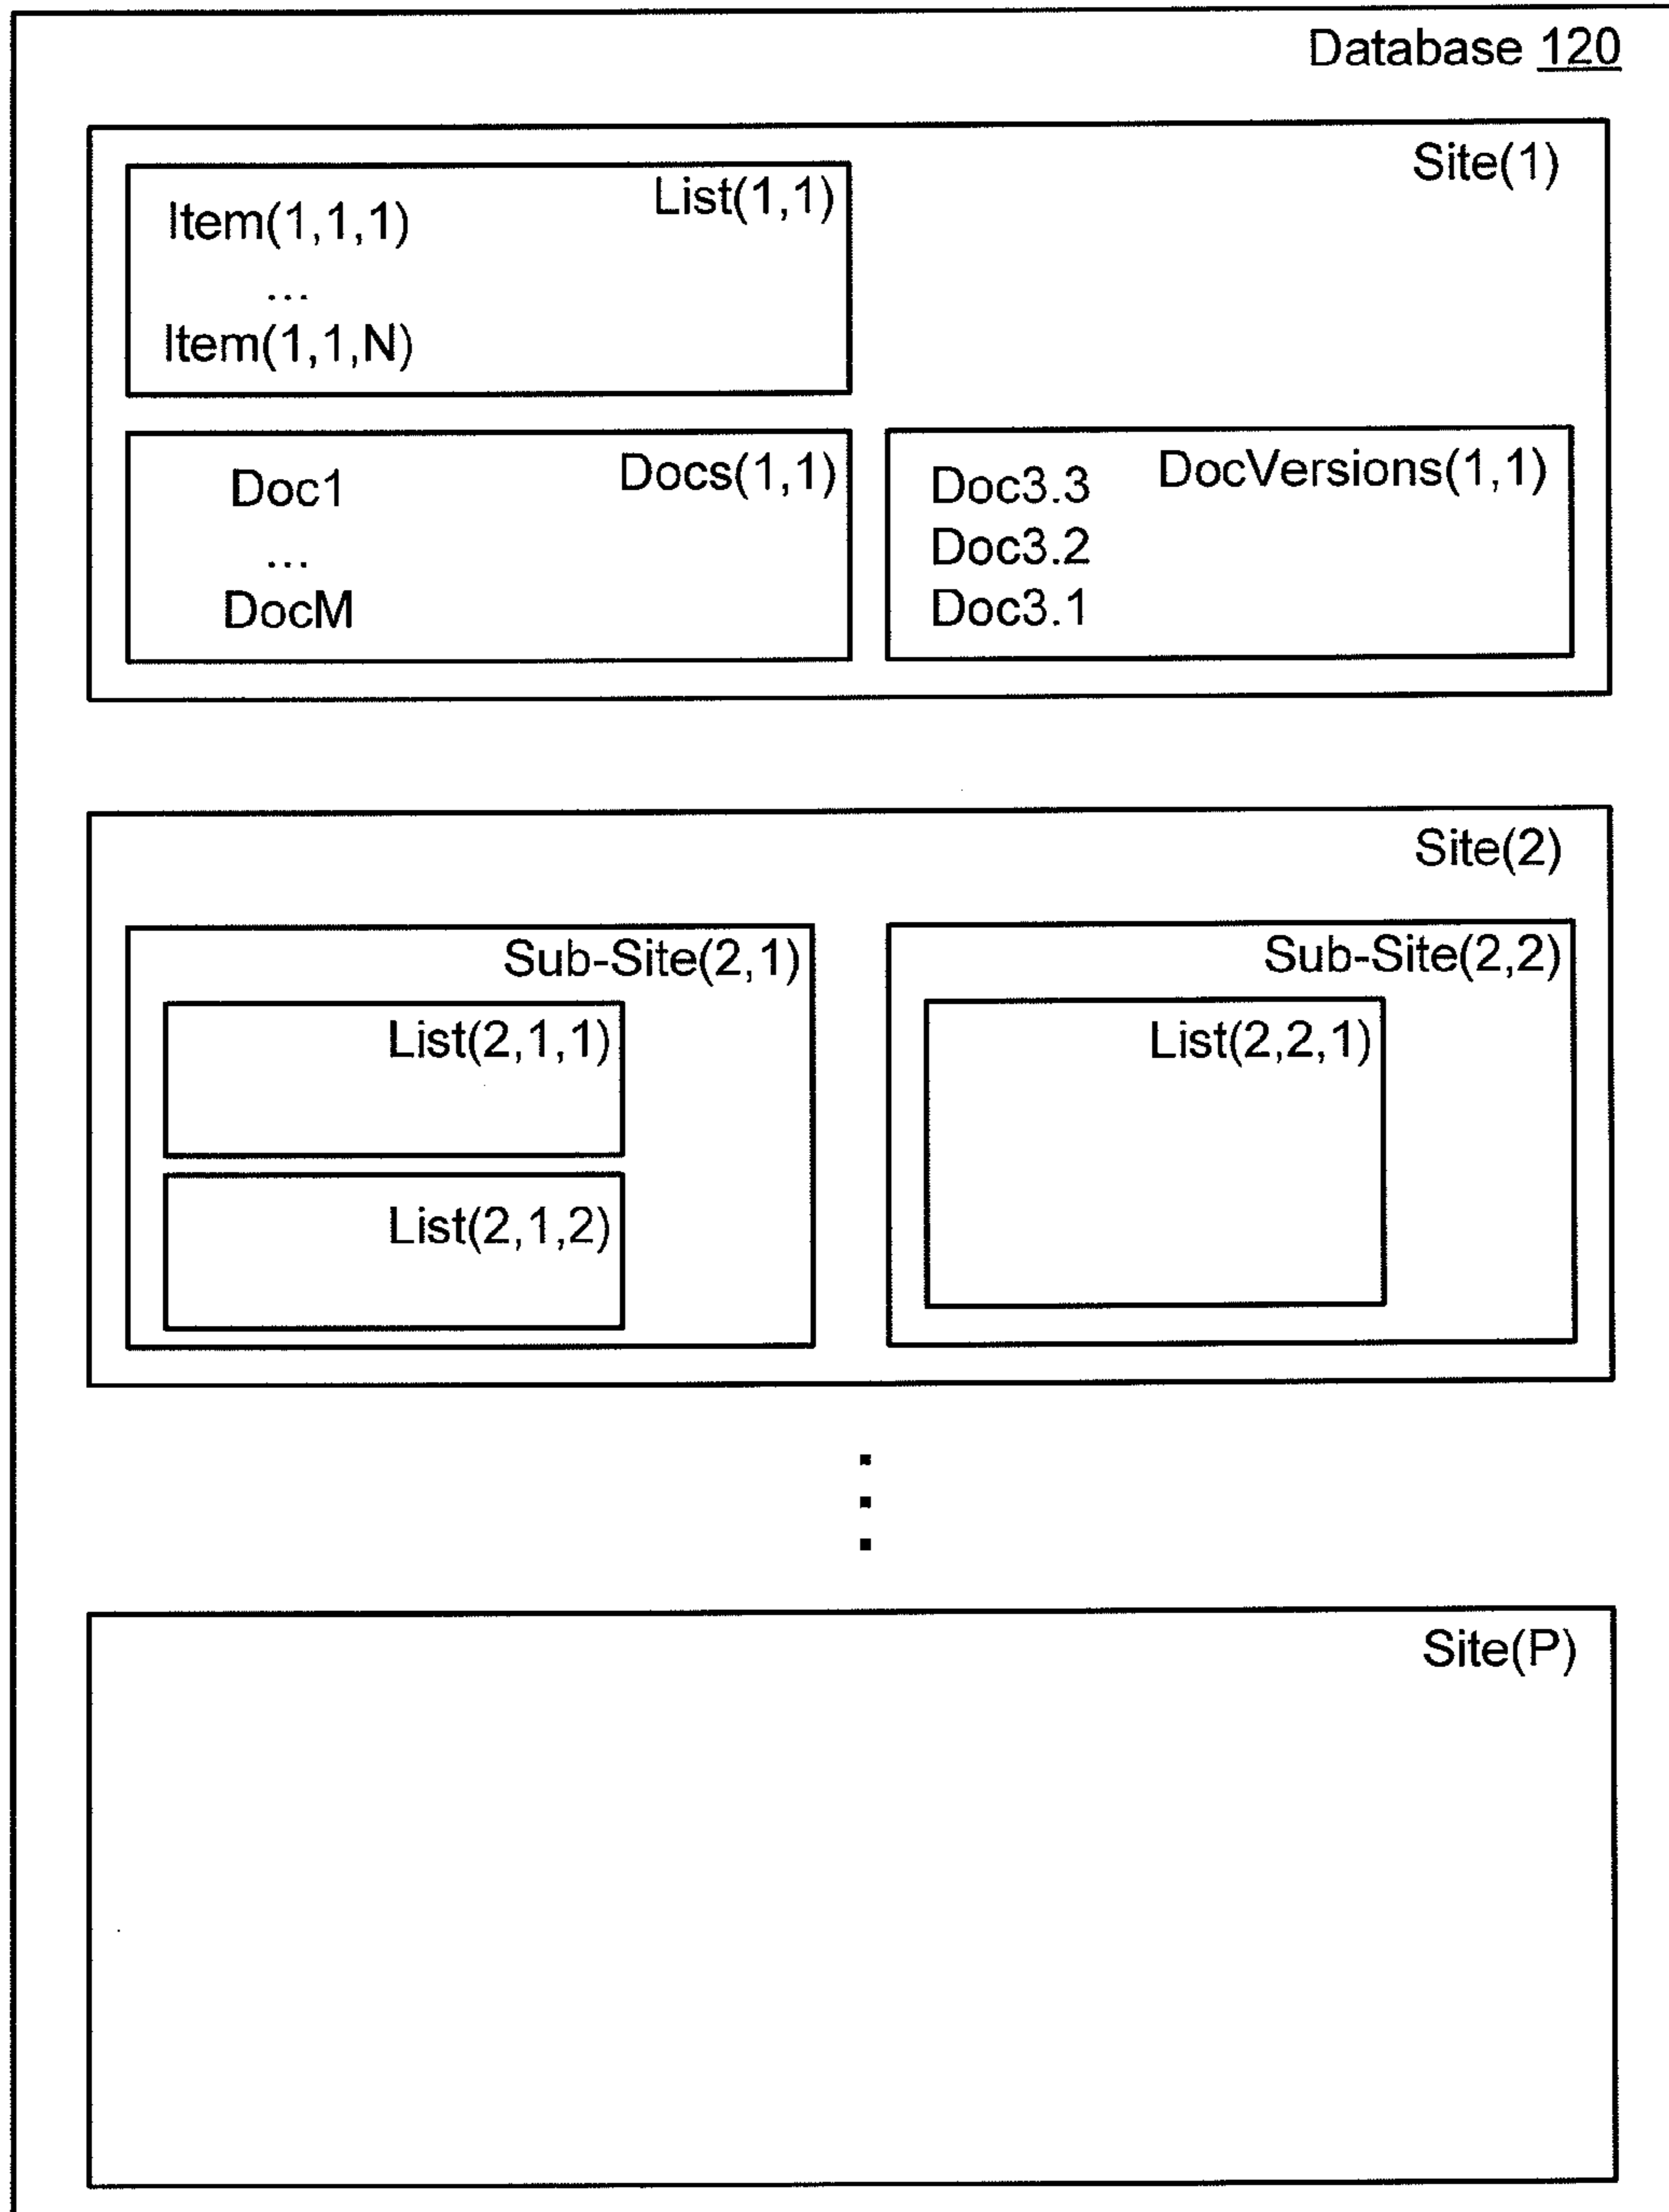 Database 120
Site(1)
List(1,1)
Item(1,1,1)
...
Item(1,1,N)
Docs(1,1)
Doc1
...
DocM
DocVersions(1,1)
Doc3.3
Doc3.2
Doc3.1
Site(2)
Sub-Site(2,1)
List(2,1,1)
List(2,1,2)
Sub-Site(2,2)
List(2,2,1)
Site(P)